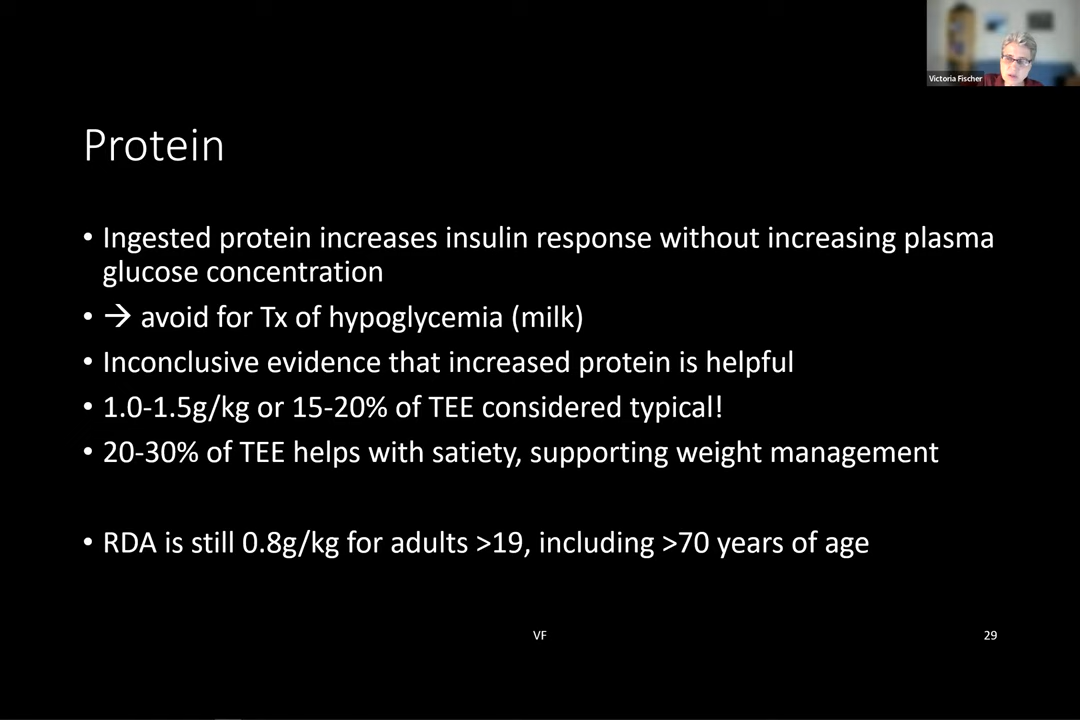 Victoria Fischer
Protein
• Ingested protein increases insulin response without increasing plasma
glucose concentration
• → avoid for Tx of hypoglycemia (milk)
• Inconclusive evidence that increased protein is helpful
• 1.0-1.5g/kg or 15-20% of TEE considered typical!
• 20-30% of TEE helps with satiety, supporting weight management
• RDA is still 0.8g/kg for adults >19, including >70 years of age
VF
29